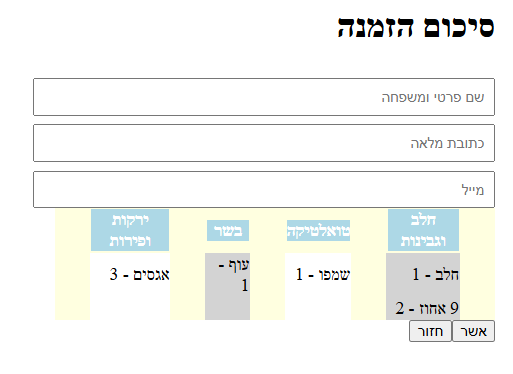 סיכום הזמנה
שם פרטי ומשפחה
כתובת מלאה
מייל
חלב
וגבינות
טואלטיקה
בשר
ירקות
ופירות
חלב - 1
9 אחוז - 2
שמפו - 1
עוף -
1
אגסים - 3
אשר
חזור